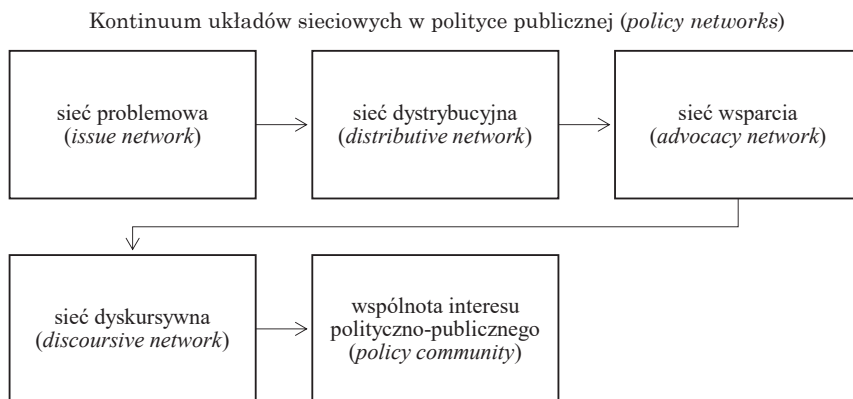 Kontinuum układów sieciowych w polityce publicznej (policy networks)
sieć problemowa
(issue network)
sieć dystrybucyjna
(distributive network)
sieć wsparcia
(advocacy network)
sieć dyskursywna
(discoursive network)
wspólnota interesu
polityczno-publicznego
(policy community)